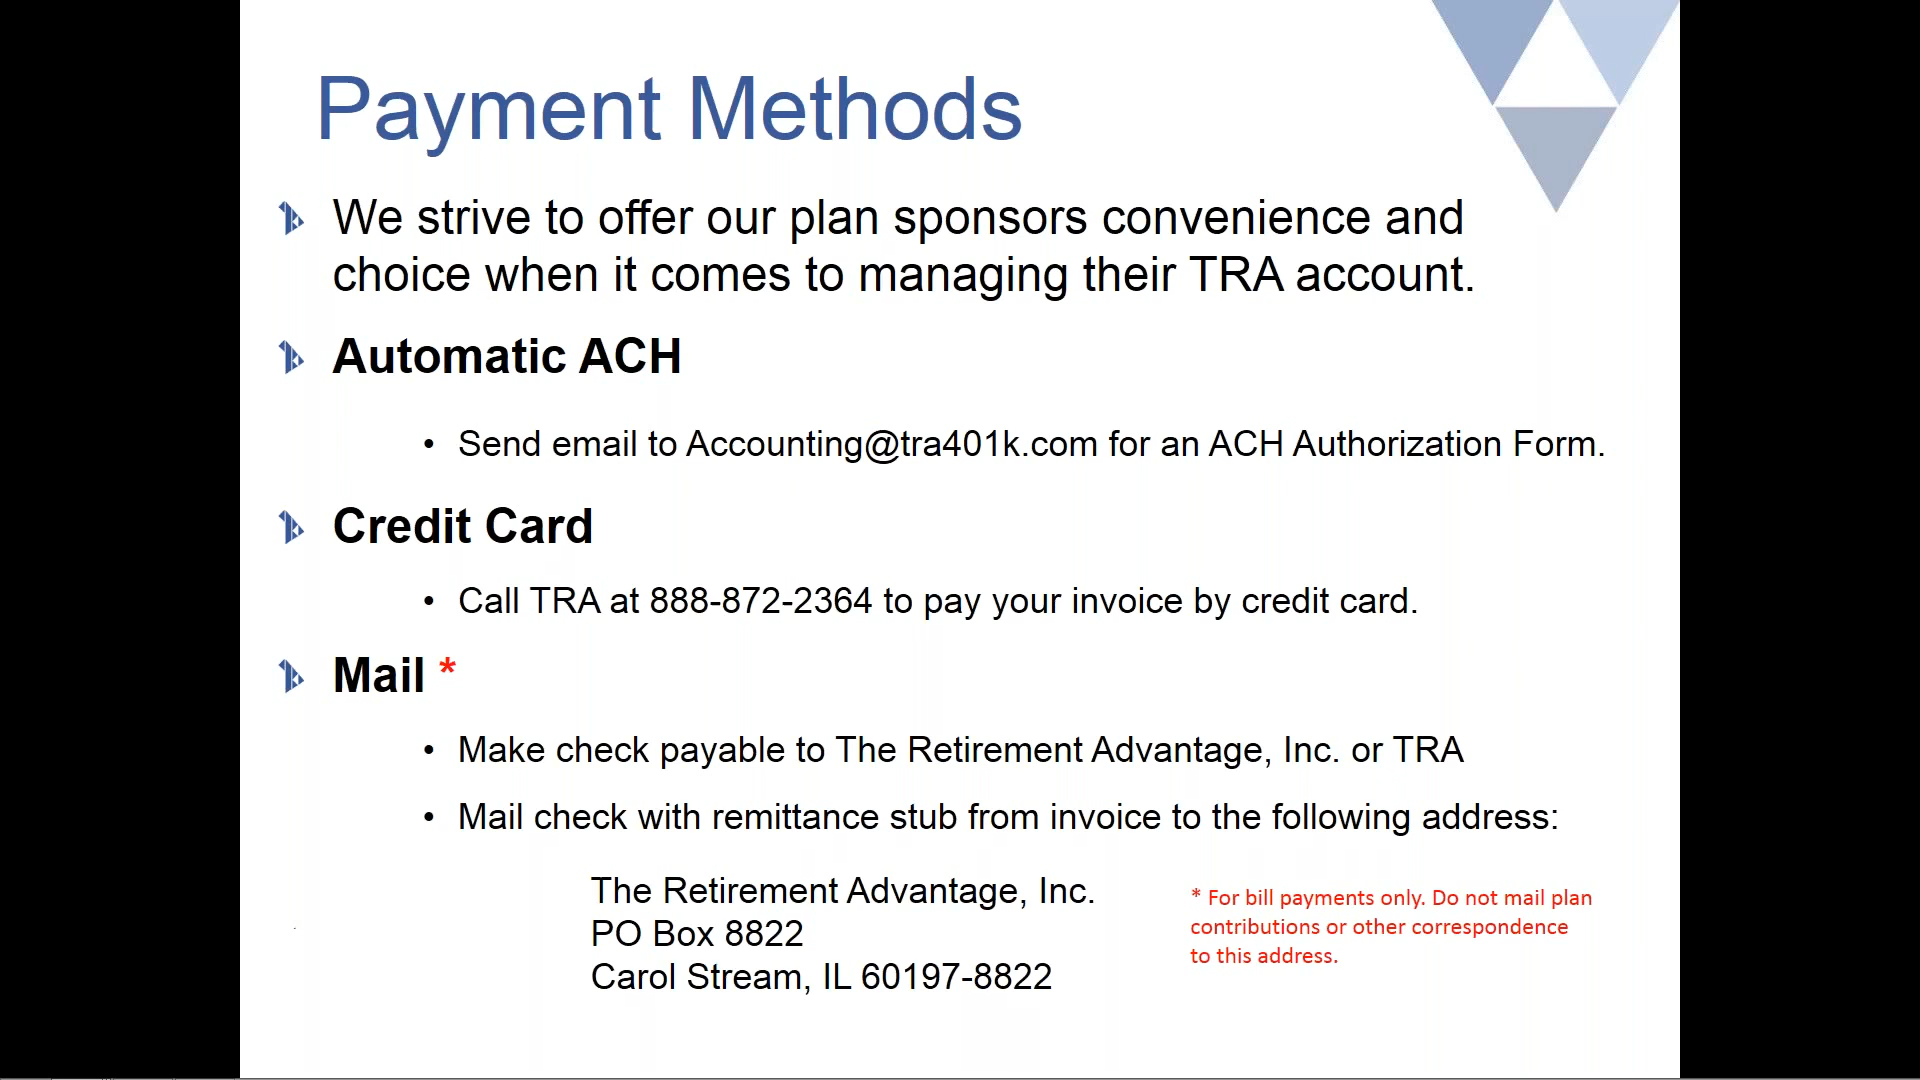 Payment Methods
We strive to offer our plan sponsors convenience and
choice when it comes to managing their TRA account.
Automatic ACH
• Send email to Accounting@tra401k.com for an ACH Authorization Form.
Credit Card
• Call TRA at 888-872-2364 to pay your invoice by credit card.
Mail *
• Make check payable to The Retirement Advantage, Inc. or TRA
• Mail check with remittance stub from invoice to the following address:
The Retirement Advantage, Inc.
PO Box 8822
Carol Stream, IL 60197-8822
* For bill payments only. Do not mail plan
contributions or other correspondence
to this address.